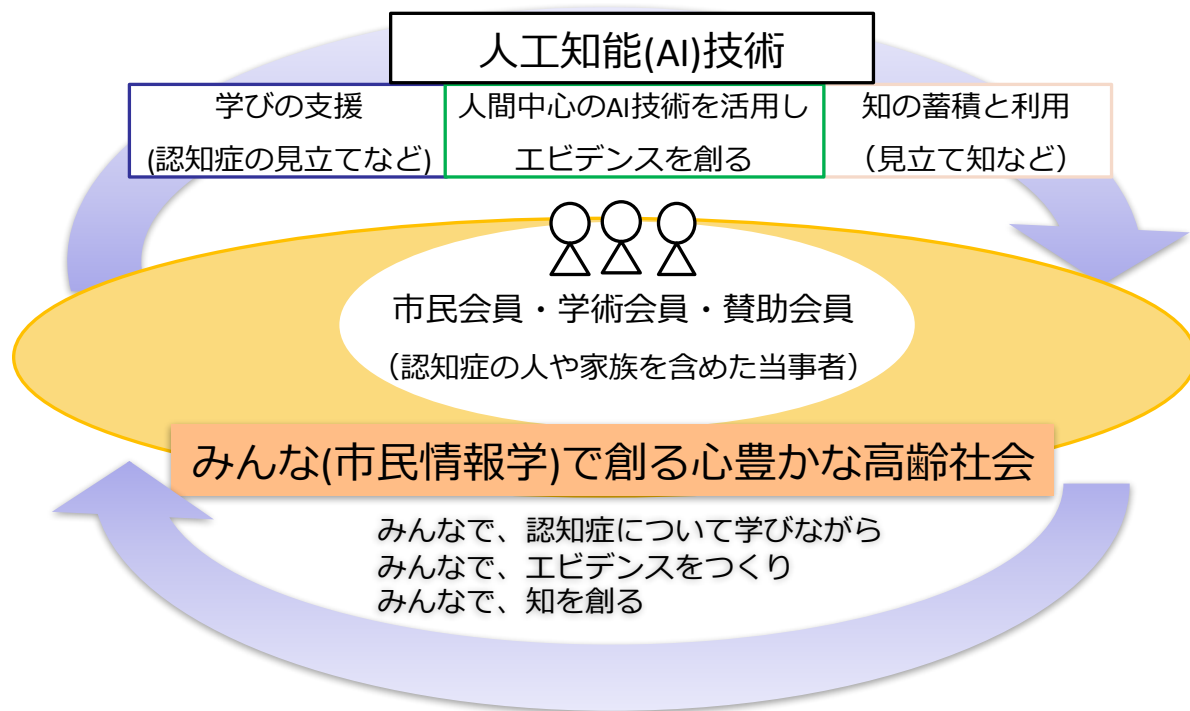 人工知能(AI)技術
学びの支援
(認知症の見立てなど)
人間中心のAI技術を活用し
エビデンスを創る
知の蓄積と利用
（見立て知など）
市民会員・学術会員・賛助会員
（認知症の人や家族を含めた当事者）
みんな(市民情報学)で創る心豊かな高齢社会
みんなで、認知症について学びながら
みんなで、エビデンスをつくり
みんなで、知を創る